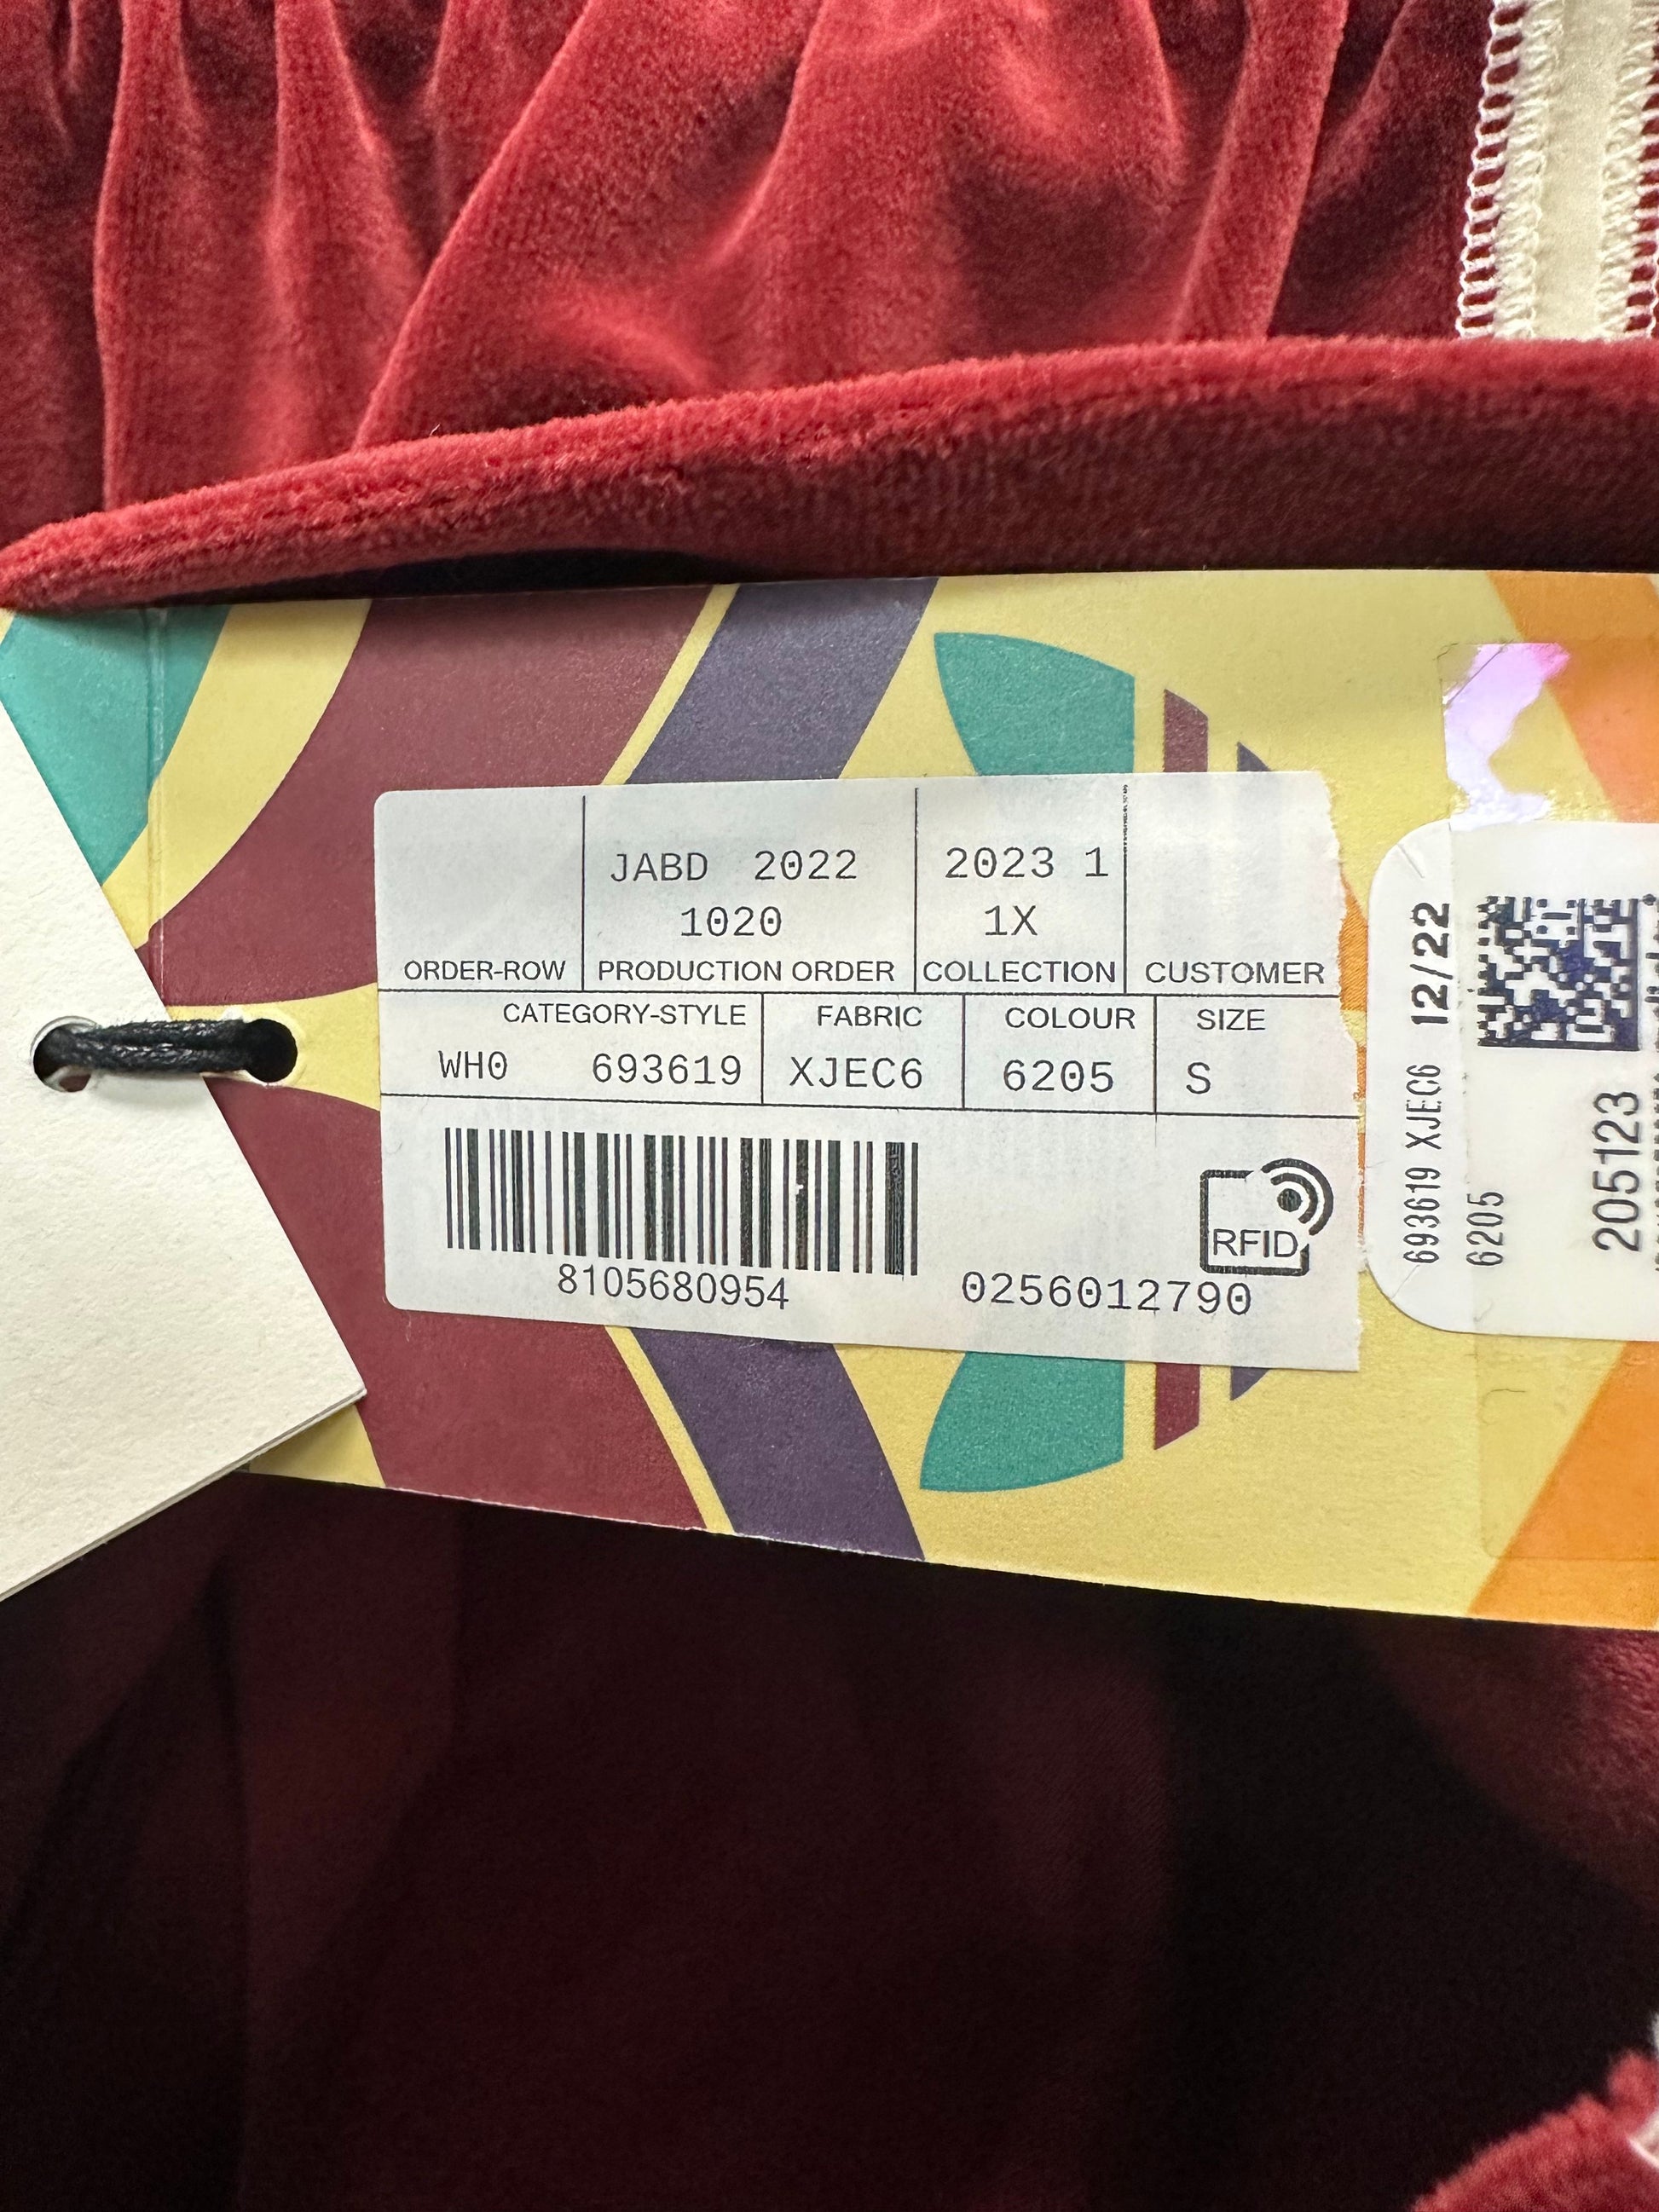 JABD 2022
1020
2023 1
1X
ORDER-ROW
PRODUCTION ORDER
COLLECTION
CUSTOMER
CATEGORY-STYLE
FABRIC
COLOUR
SIZE
WH0 693619
XJEC6
6205
S
8105680954
0256012790
RFID
693619 XJEC6 12/22
6205
205123